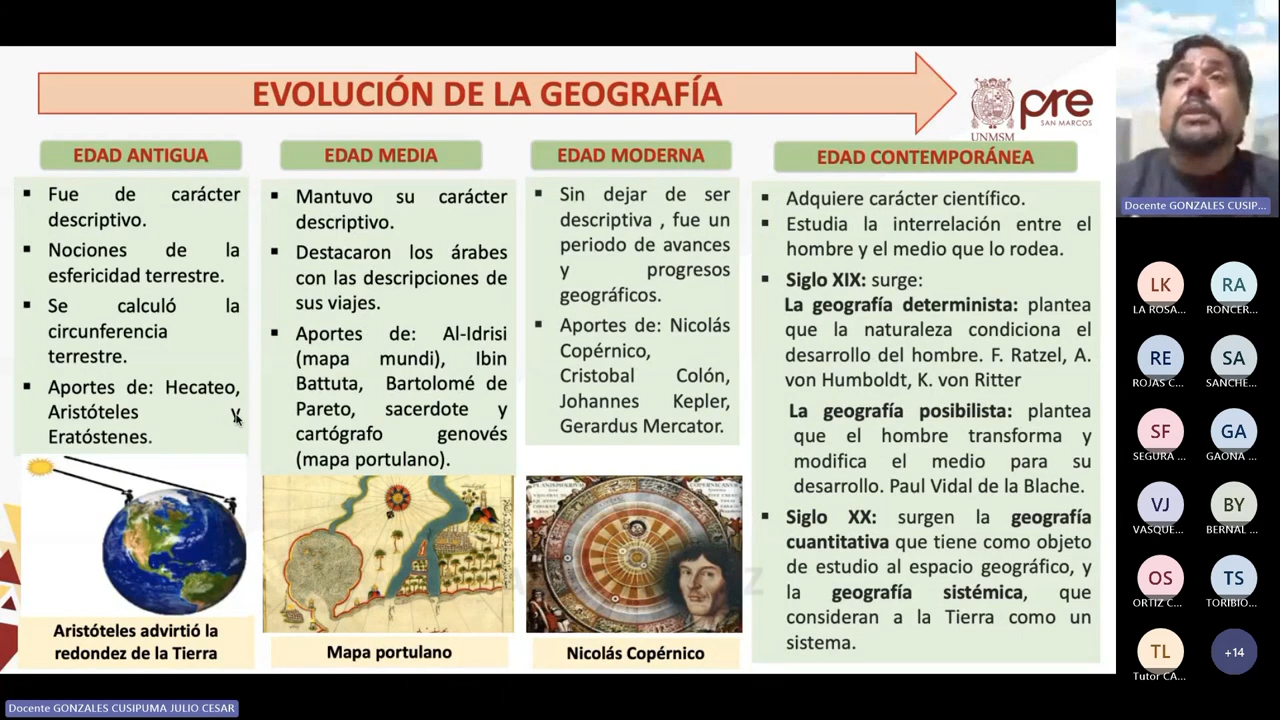 EVOLUCIÓN DE LA GEOGRAFÍA
UNMSM
pre
SAN MARCOS
EDAD ANTIGUA
▪ Fue de carácter
descriptivo.
▪ Nociones de la
esfericidad terrestre.
▪ Se calculó la
circunferencia
terrestre.
▪ Aportes de: Hecateo,
Aristóteles y
Eratóstenes.
Aristóteles advirtió la
redondez de la Tierra
EDAD MEDIA
▪ Mantuvo su carácter
descriptivo.
▪ Destacaron los árabes
con las descripciones de
sus viajes.
▪ Aportes de: Al-Idrisi
(mapa mundi), Ibin
Battuta, Bartolomé de
Pareto, sacerdote y
cartógrafo genovés
(mapa portulano).
Mapa portulano
EDAD MODERNA
▪ Sin dejar de ser
descriptiva , fue un
periodo de avances
y progresos
geográficos.
▪ Aportes de: Nicolás
Copérnico,
Cristobal Colón,
Johannes Kepler,
Gerardus Mercator.
Nicolás Copérnico
EDAD CONTEMPORÁNEA
▪ Adquiere carácter científico.
▪ Estudia la interrelación entre el
hombre y el medio que lo rodea.
▪ Siglo XIX: surge:
La geografía determinista: plantea
que la naturaleza condiciona el
desarrollo del hombre. F. Ratzel, A.
von Humboldt, K. von Ritter
La geografía posibilista: plantea
que el hombre transforma y
modifica el medio para su
desarrollo. Paul Vidal de la Blache.
▪ Siglo XX: surgen la geografía
cuantitativa que tiene como objeto
de estudio al espacio geográfico, y
la geografía sistémica, que
consideran a la Tierra como un
sistema.
Docente GONZALES CUSIP...
LK
LA ROSA...
RA
RONCER...
RE
ROJAS C...
SA
SANCHE...
SF
SEGURA ...
GA
GAONA ...
VJ
VASQUE...
BY
BERNAL ...
OS
ORTIZ C...
TS
TORIBIO...
TL
Tutor CA...
+14
Docente GONZALES CUSIPUMA JULIO CESAR